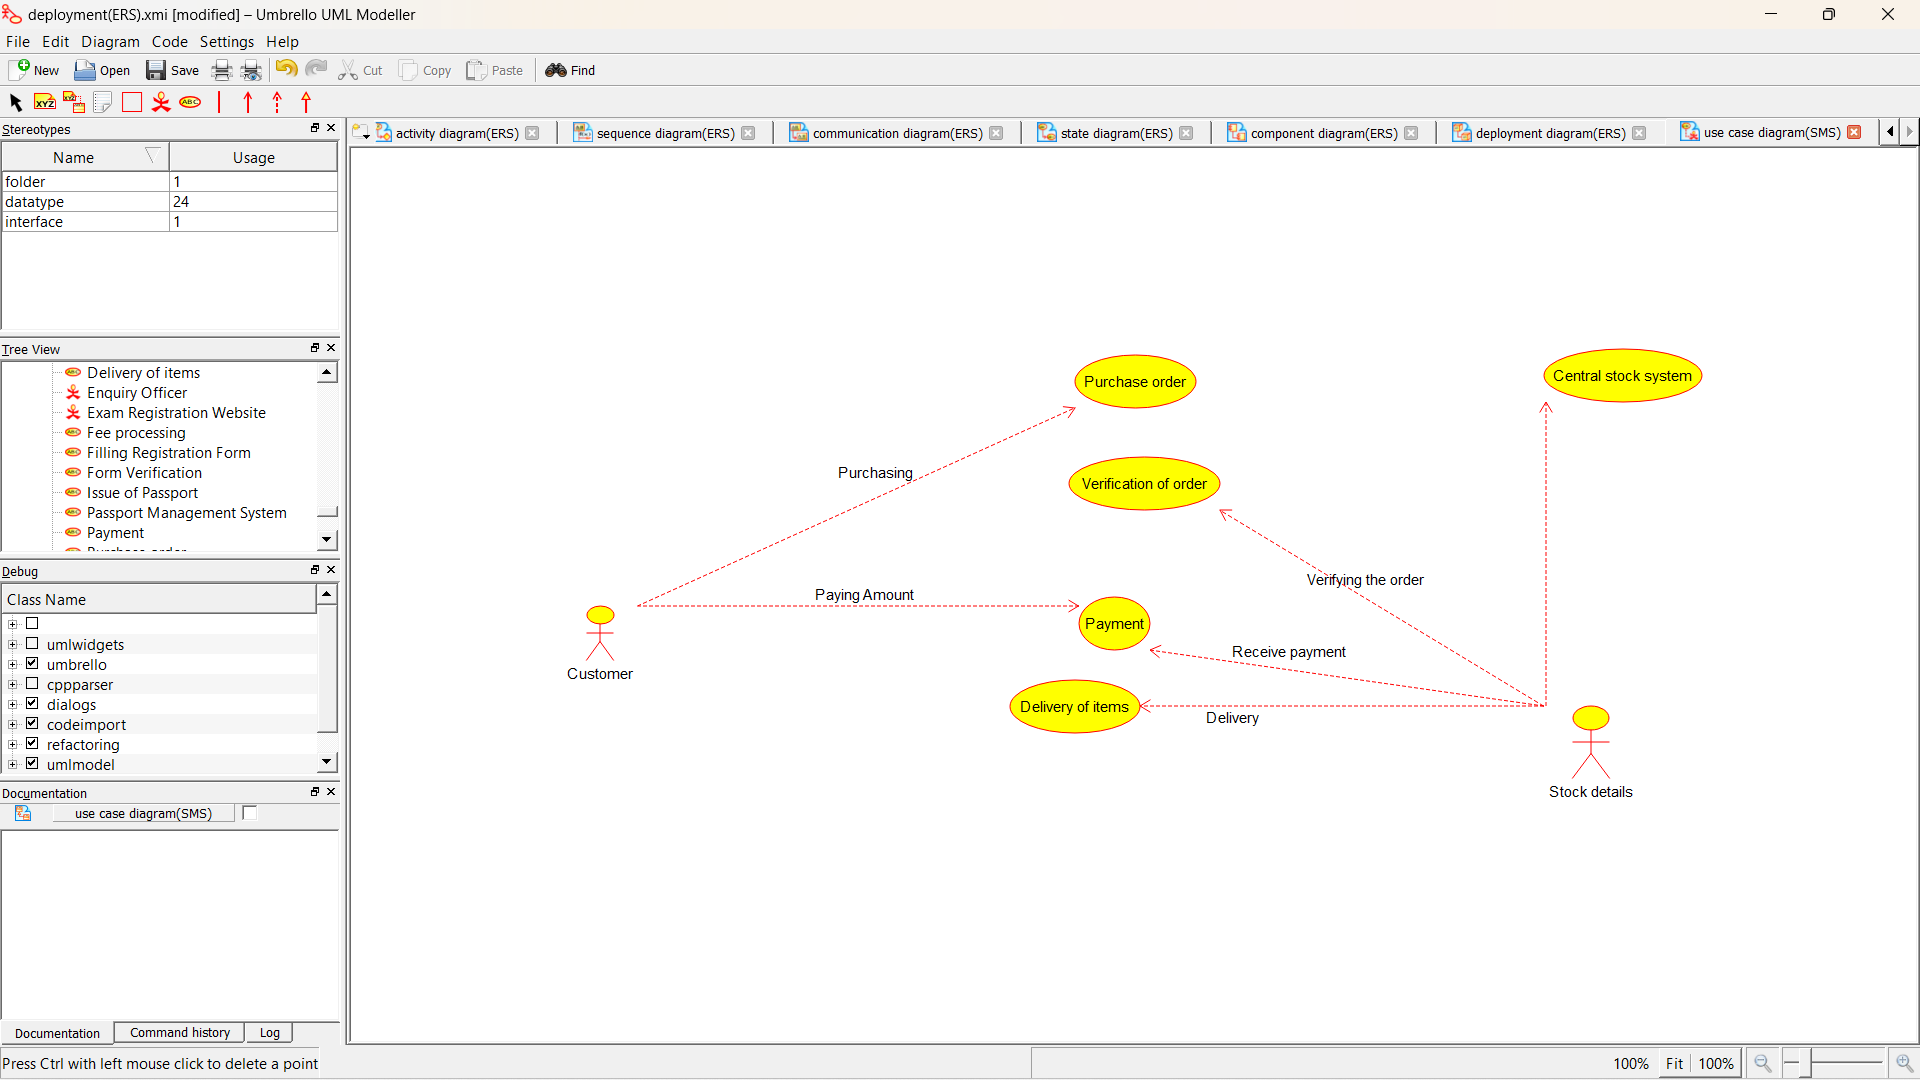 deployment(ERS).xmi [modified] – Umbrello UML Modeller
File Edit Diagram Code Settings Help
New Open Save Cut Copy Paste Find
XYZ XYZ ABC
Stereotypes
activity diagram(ERS) sequence diagram(ERS) communication diagram(ERS) state diagram(ERS) component diagram(ERS) deployment diagram(ERS) use case diagram(SMS)
Name Usage
folder 1
datatype 24
interface 1
Tree View
Delivery of items
Enquiry Officer
Exam Registration Website
Fee processing
Filling Registration Form
Form Verification
Issue of Passport
Passport Management System
Payment
Purchase order
Debug
Class Name
umlwidgets
umbrello
cppparser
dialogs
codeimport
refactoring
umlmodel
Documentation
use case diagram(SMS)
Documentation Command history Log
Press Ctrl with left mouse click to delete a point
Purchase order
Central stock system
Purchasing
Verification of order
Verifying the order
Paying Amount
Payment
Receive payment
Customer
Delivery of items
Delivery
Stock details
100% Fit 100%